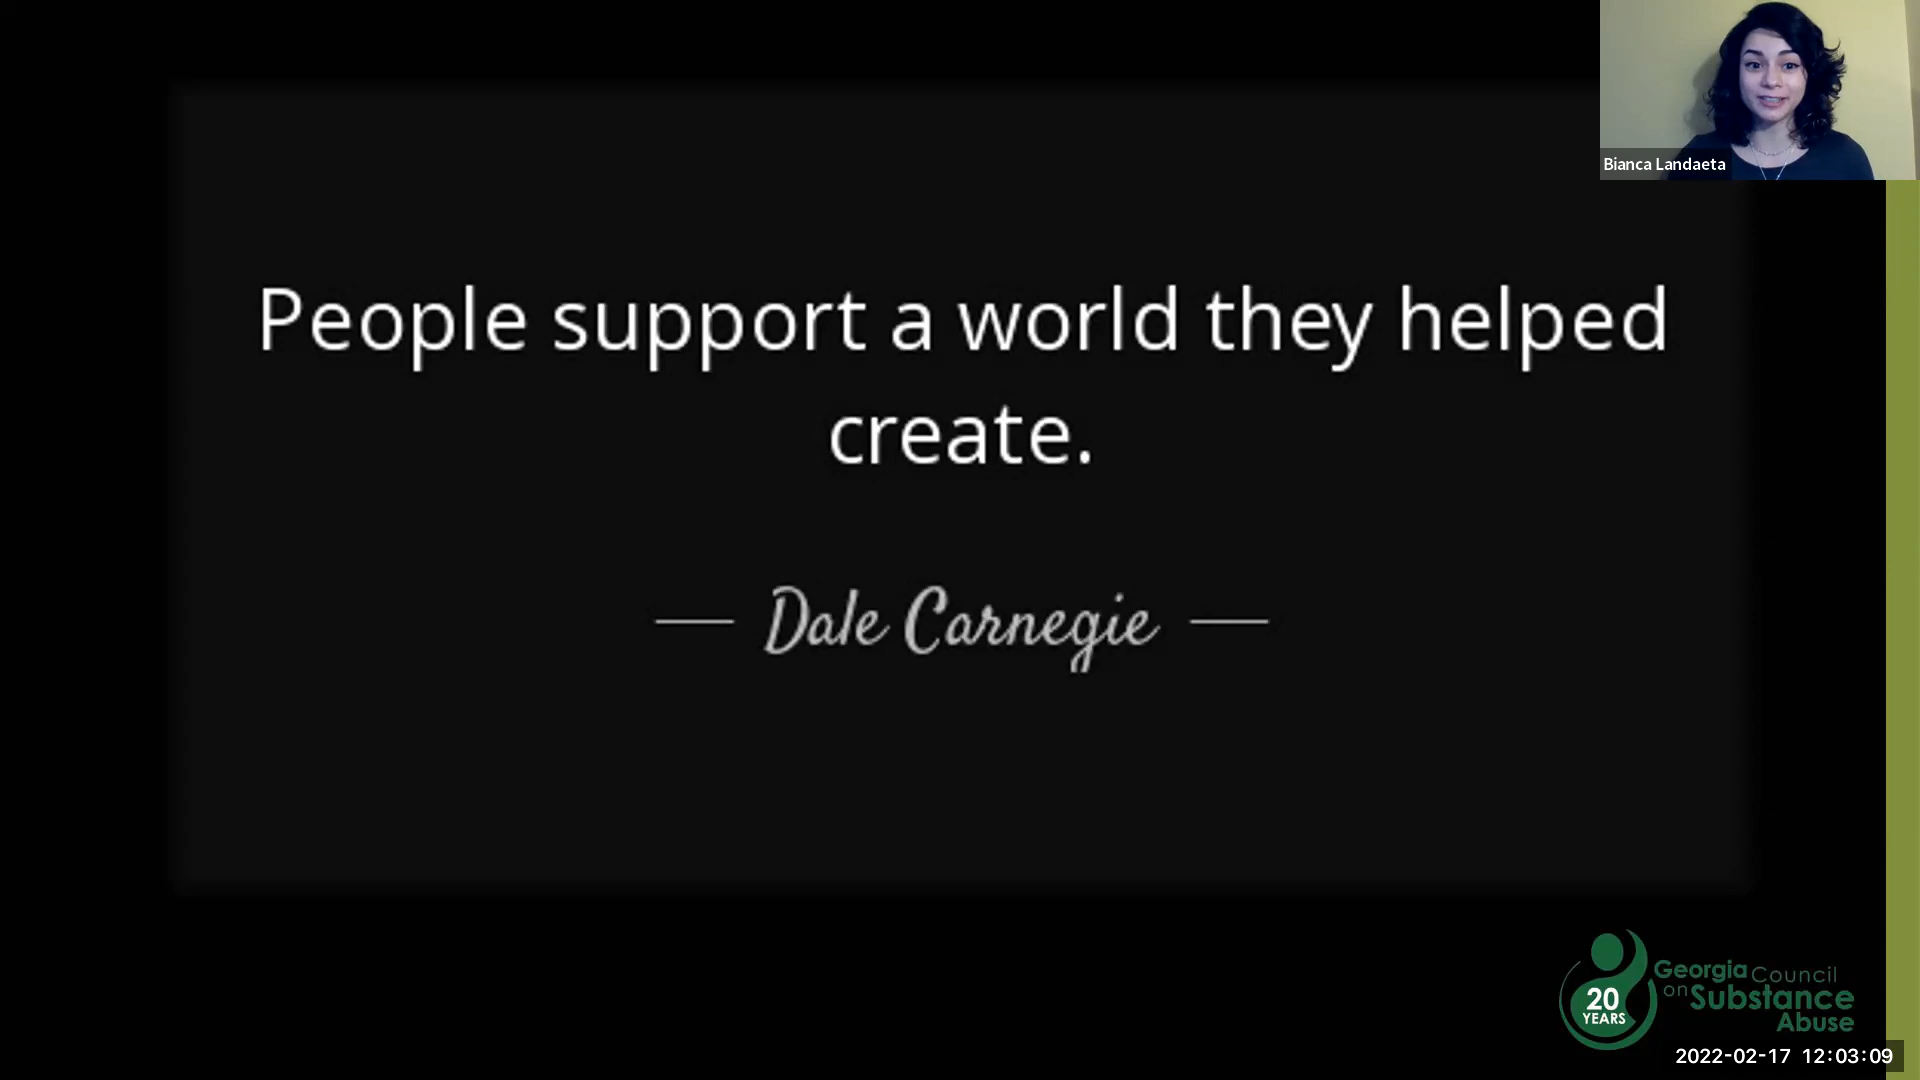 Bianca Landaeta
People support a world they helped
create.
— Dale Carnegie —
20
YEARS
Georgia Council
on Substance
Abuse
2022-02-17 12:03:09